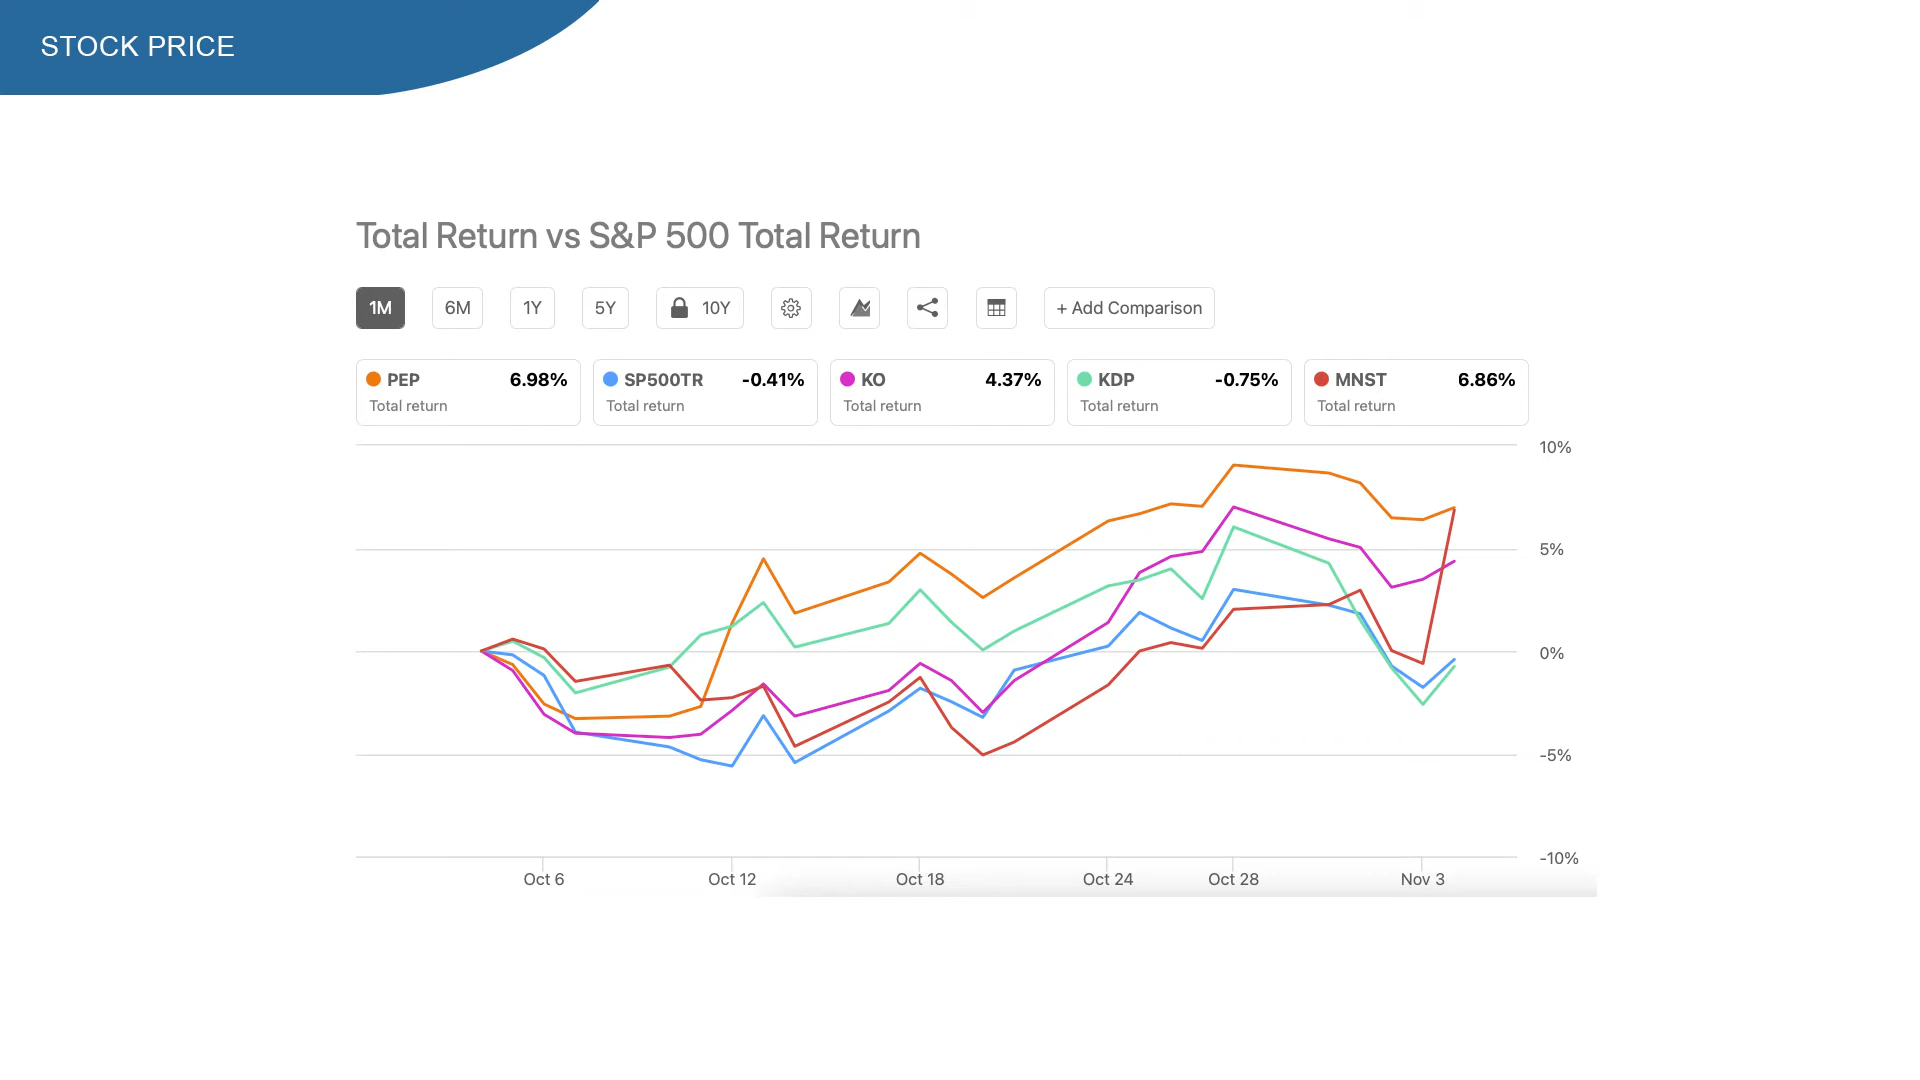 STOCK PRICE
Total Return vs S&P 500 Total Return
1M 6M 1Y 5Y 10Y + Add Comparison
PEP 6.98% SP500TR -0.41% KO 4.37% KDP -0.75% MNST 6.86%
Total return Total return Total return Total return Total return
10%
5%
0%
-5%
-10%
Oct 6 Oct 12 Oct 18 Oct 24 Oct 28 Nov 3